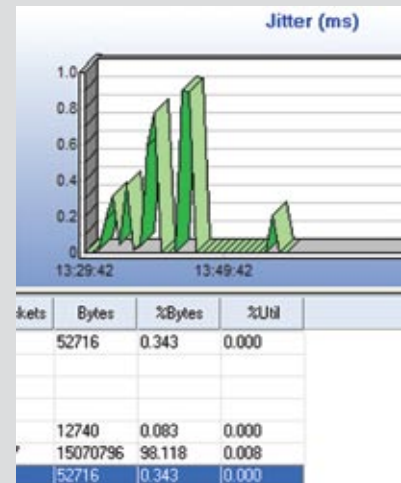 Jitter (ms)
1.0
0.8
0.6
0.4
0.2
0
13:29:42 13:49:42
kets Bytes %Bytes %Util
52716 0.343 0.000
12740 0.083 0.000
7 15070796 98.118 0.008
52716 0.343 0.000